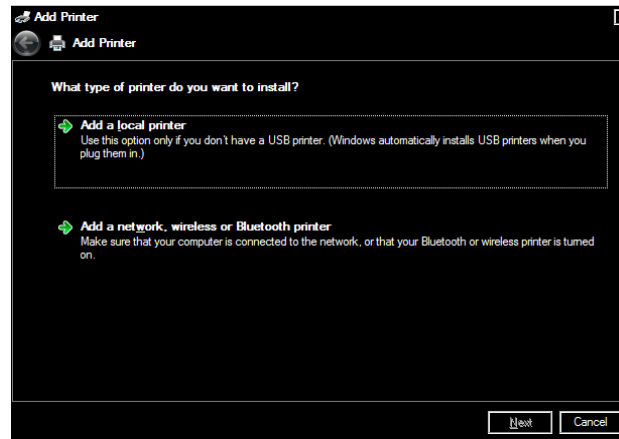 Add Printer
Add Printer
What type of printer do you want to install?
Add a local printer
Use this option only if you don't have a USB printer. (Windows automatically installs USB printers when you
plug them in.)
Add a network, wireless or Bluetooth printer
Make sure that your computer is connected to the network, or that your Bluetooth or wireless printer is turned
on.
Next Cancel